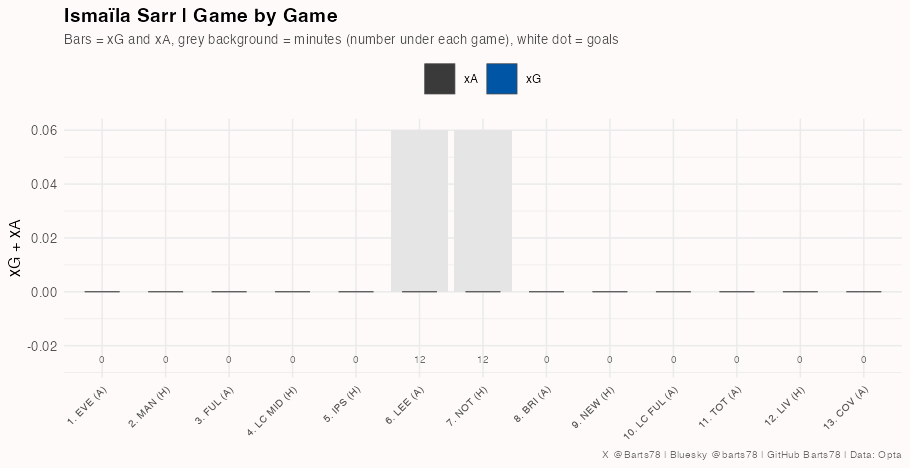 Ismaïla Sarr | Game by Game
Bars = xG and xA, grey background = minutes (number under each game), white dot = goals
xA xG
xG + xA
0.06
0.04
0.02
0.00
-0.02
0 0 0 0 0 12 12 0 0 0 0 0 0
1. EVE (A)
2. MAN (H)
3. FUL (A)
4. LC MID (H)
5. IPS (H)
6. LEE (A)
7. NOT (H)
8. BRI (A)
9. NEW (H)
10. LC FUL (A)
11. TOT (A)
12. LIV (H)
13. COV (A)
X @Barts78 | Bluesky @barts78 | GitHub Barts78 | Data: Opta